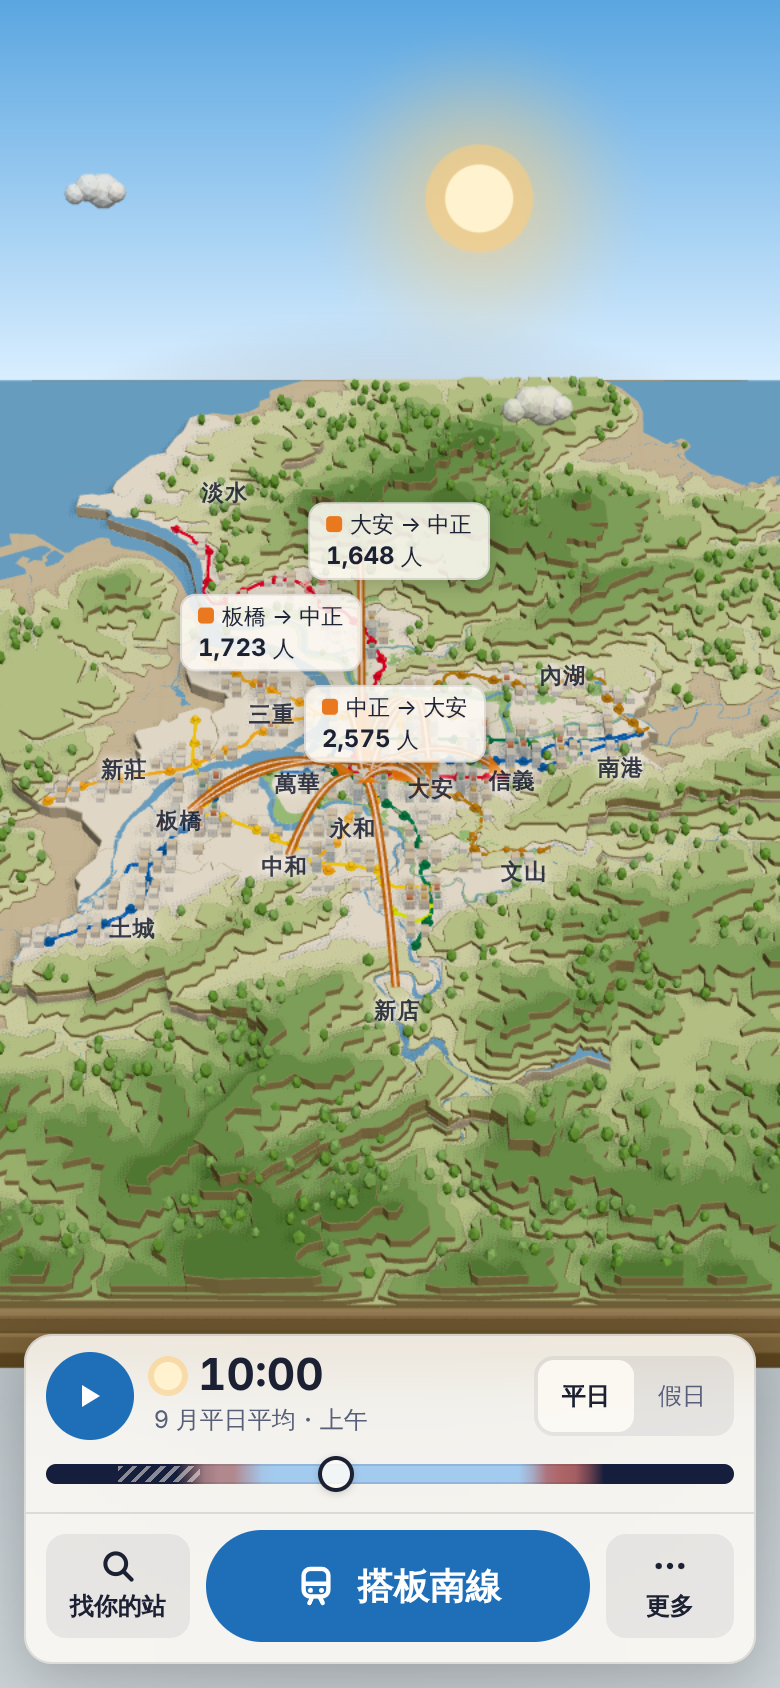 淡水
大安 → 中正
1,648 人
板橋 → 中正
1,723 人
內湖
中正 → 大安
2,575 人
三重
新莊
萬華
大安
信義
南港
板橋
永和
中和
文山
土城
新店
10:00
9 月平日平均・上午
平日
假日
找你的站
搭板南線
更多